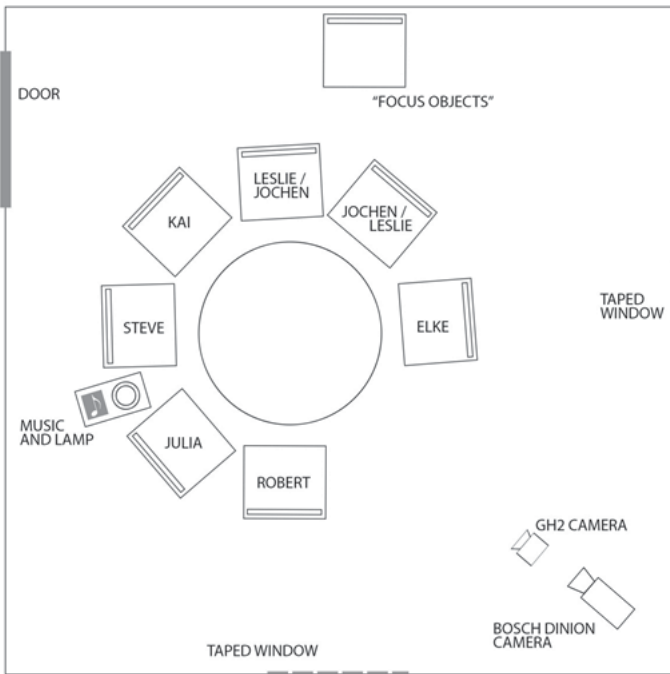 DOOR
"FOCUS OBJECTS"
LESLIE /
JOCHEN
JOCHEN /
LESLIE
KAI
STEVE
ELKE
TAPED
WINDOW
MUSIC
AND LAMP
JULIA
ROBERT
GH2 CAMERA
BOSCH DINION
CAMERA
TAPED WINDOW